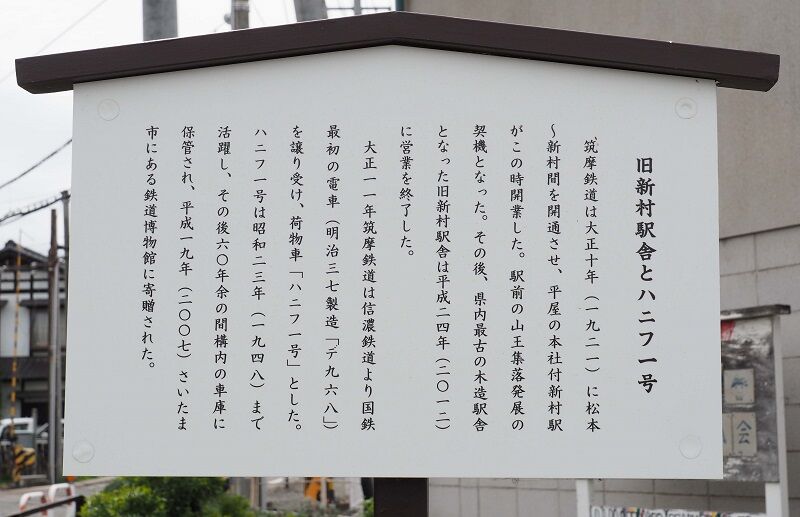 旧新村駅舎とハニフ一号
筑摩鉄道は大正十年（一九二一）に松本
～新村間を開通させ、平屋の本社付新村駅
がこの時開業した。駅前の山王集落発展の
契機となった。その後、県内最古の木造駅舎
となった旧新村駅舎は平成二四年（二〇一二）
に営業を終了した。
大正一一年筑摩鉄道は信濃鉄道より国鉄
最初の電車（明治三七製造「デ九六八」）
を譲り受け、荷物車「ハニフ一号」とした。
ハニフ一号は昭和二三年（一九四八）まで
活躍し、その後六〇年余の間構内の車庫に
保管され、平成一九年（二〇〇七）さいたま
市にある鉄道博物館に寄贈された。
会